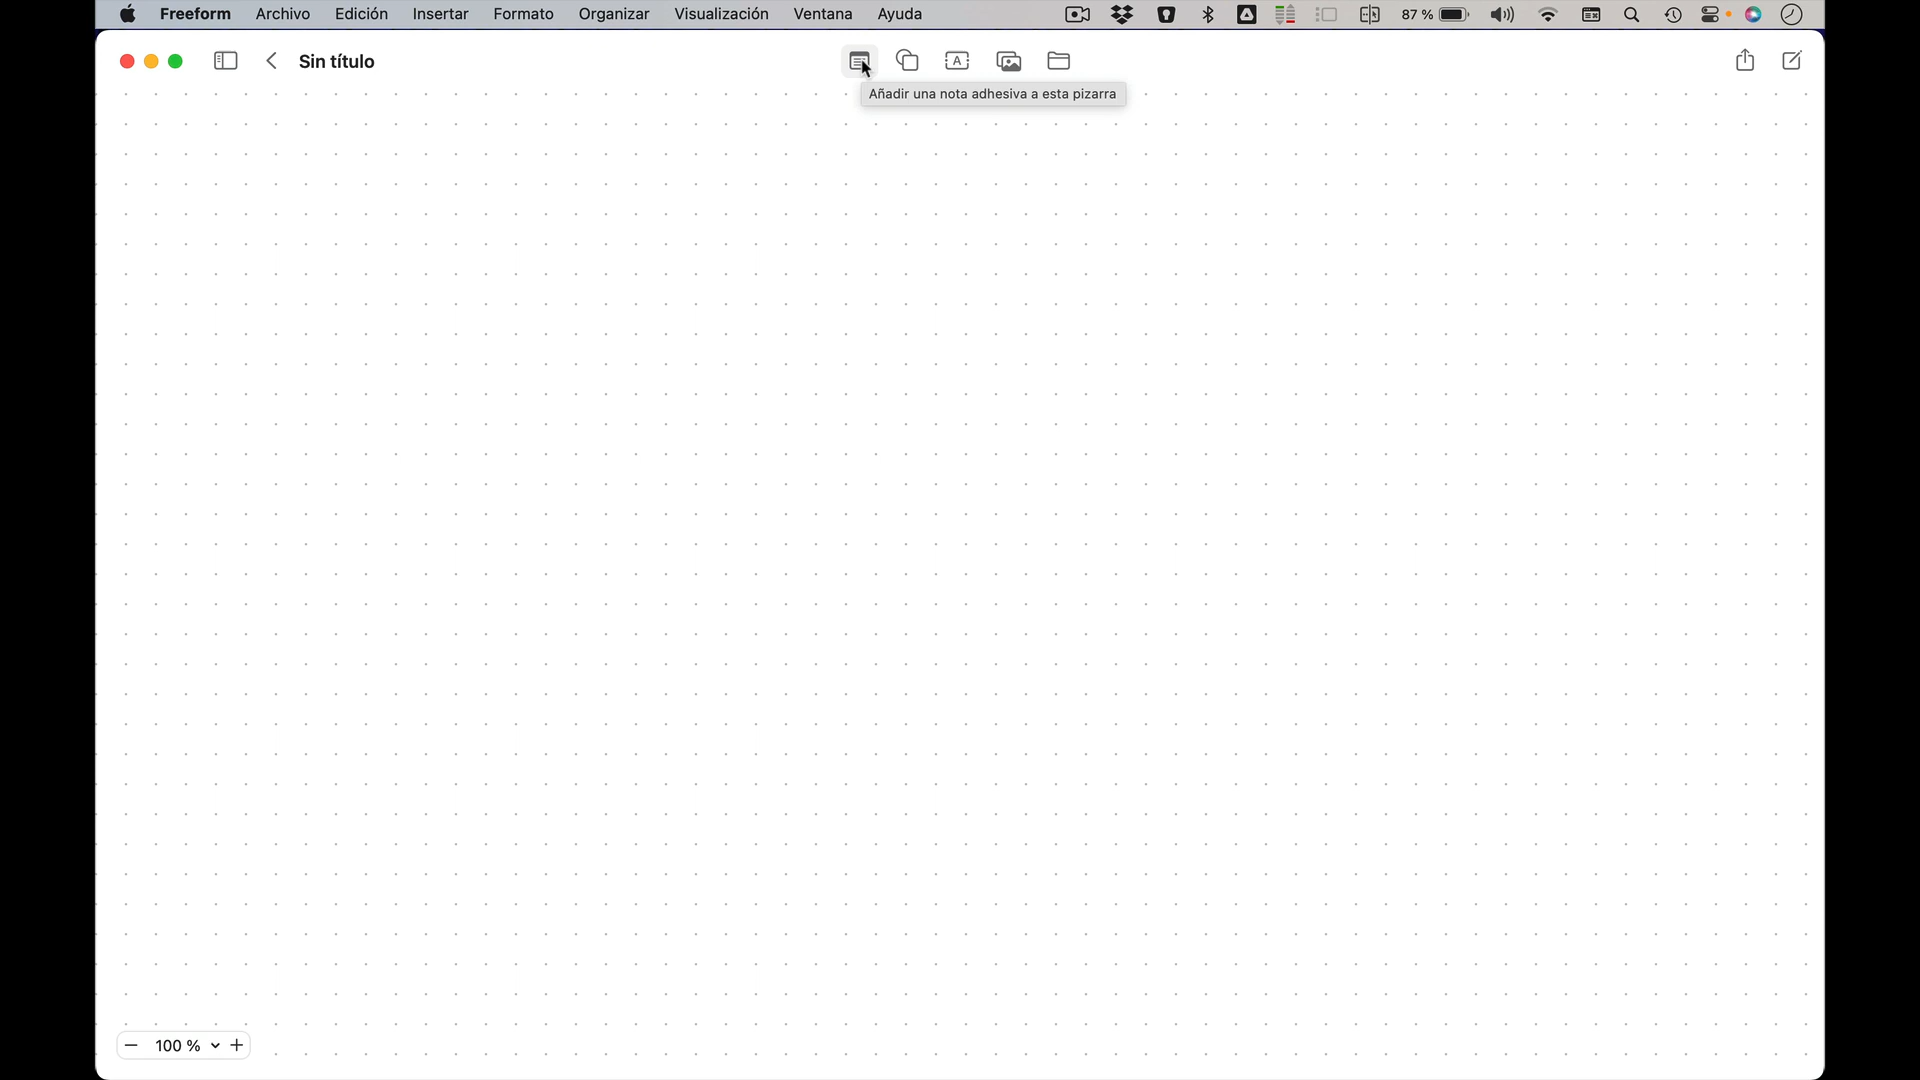 Freeform Archivo Edición Insertar Formato Organizar Visualización Ventana Ayuda 87 %
Sin título
A
Añadir una nota adhesiva a esta pizarra
100 %